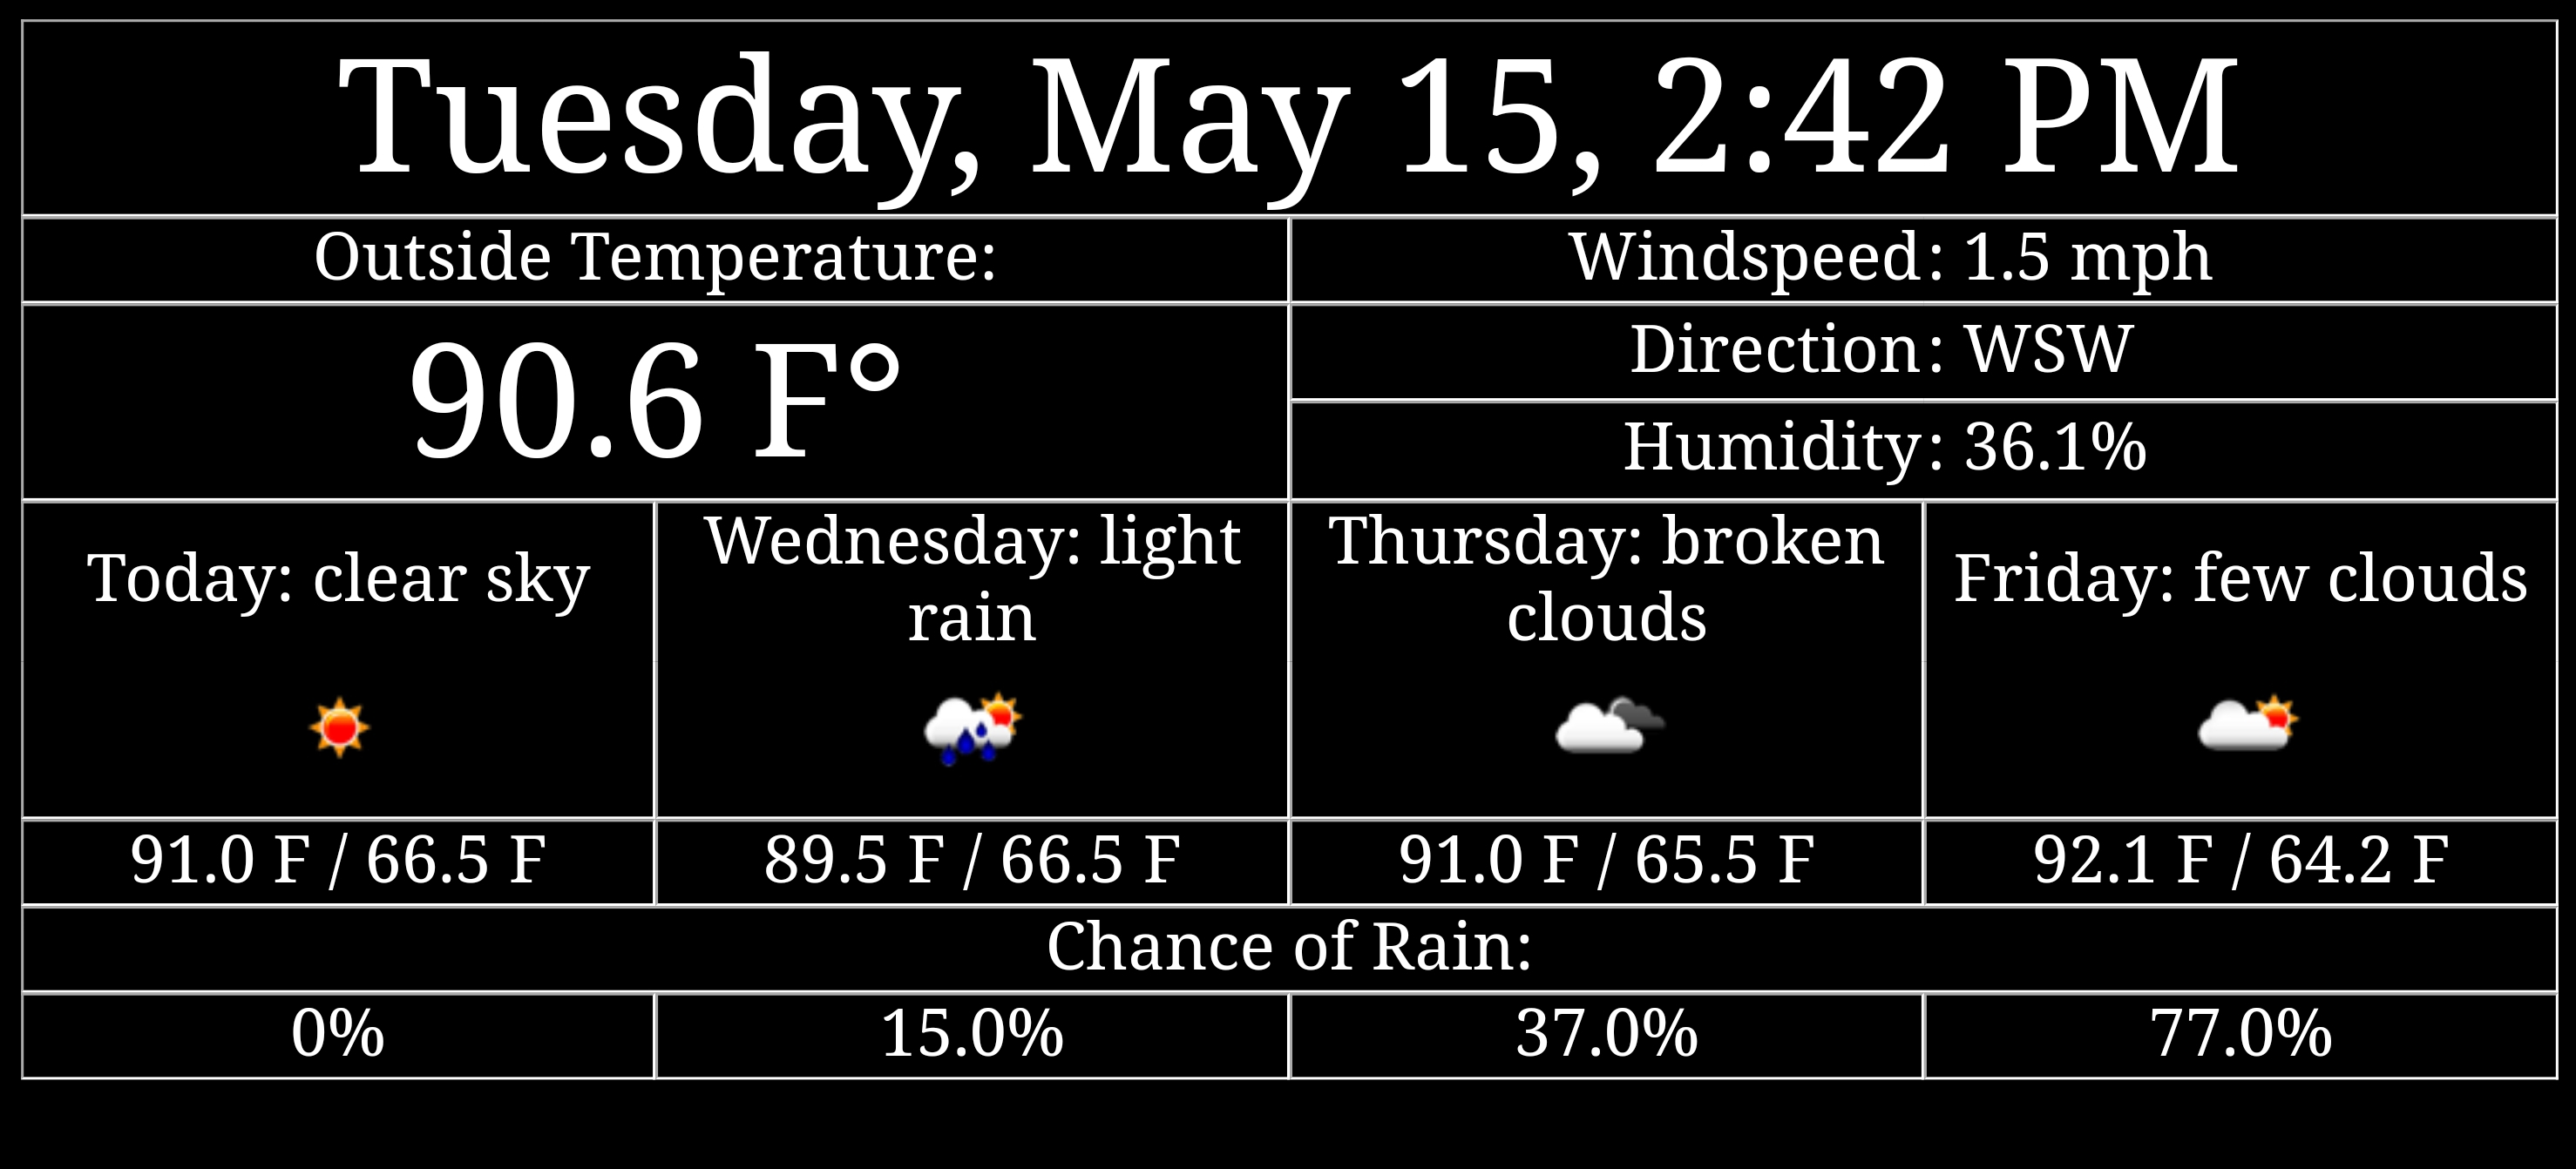 Tuesday, May 15, 2:42 PM
Outside Temperature:
Windspeed: 1.5 mph
90.6 F°
Direction: WSW
Humidity: 36.1%
Today: clear sky
Wednesday: light
rain
Thursday: broken
clouds
Friday: few clouds
91.0 F / 66.5 F
89.5 F / 66.5 F
91.0 F / 65.5 F
92.1 F / 64.2 F
Chance of Rain:
0%
15.0%
37.0%
77.0%